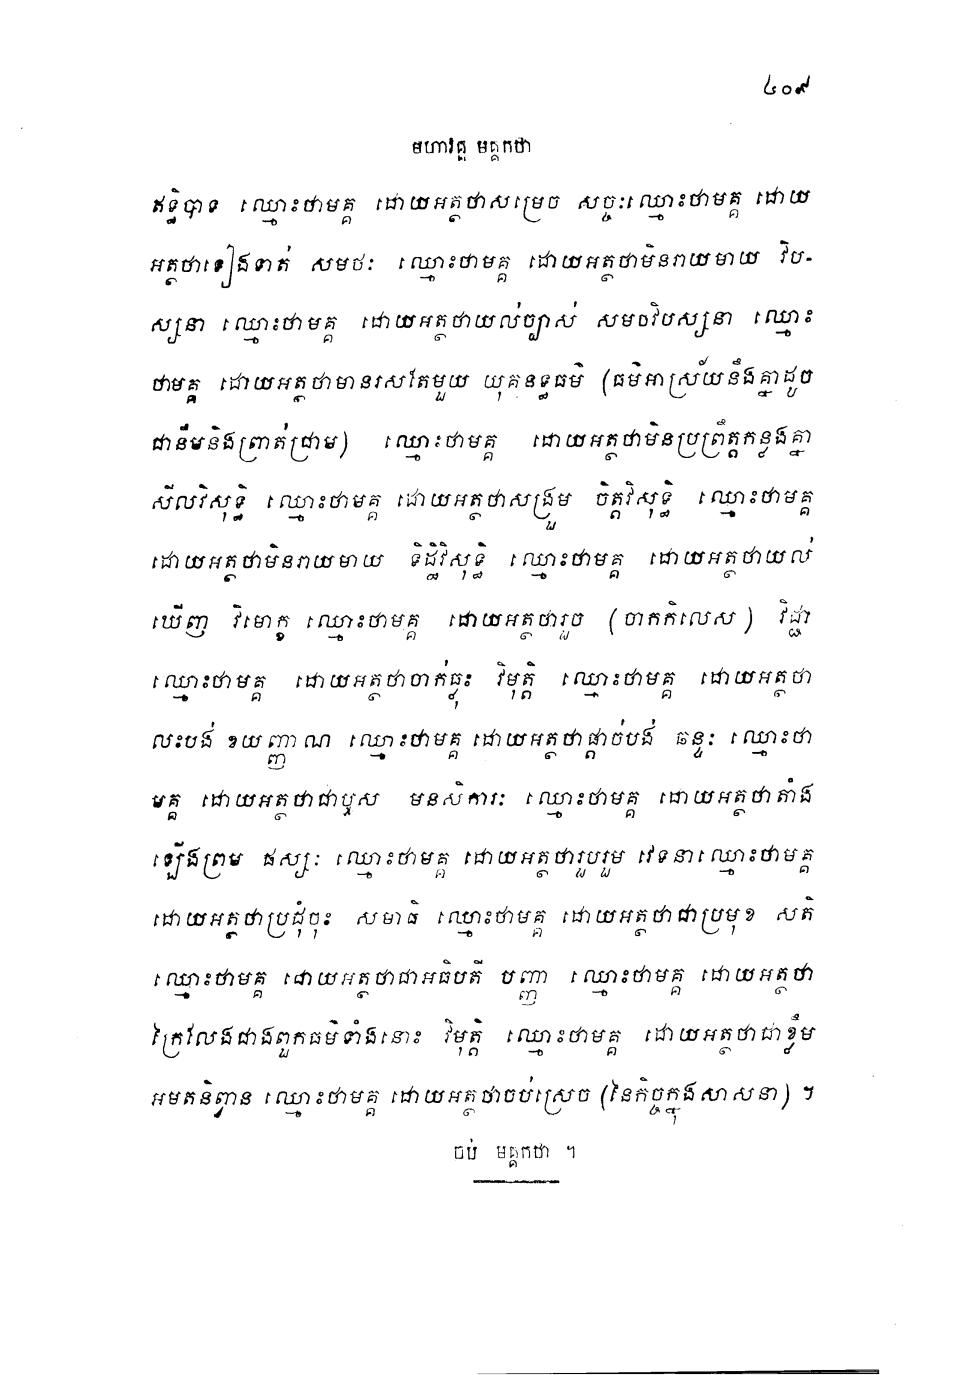 ៤០៩
មហាវគ្គ មគ្គកថា
ឥទ្ធិបាទ ឈ្មោះថាមគ្គ ដោយអត្ថថាសម្រេច សច្ចៈឈ្មោះថាមគ្គ ដោយ
អត្ថថាទៀងទាត់ សមថៈ ឈ្មោះថាមគ្គ ដោយអត្ថថាមិនរាយមាយ វិប-
ស្សនា ឈ្មោះថាមគ្គ ដោយអត្ថថាយល់ច្បាស់ សមថវិបស្សនា ឈ្មោះ
ថាមគ្គ ដោយអត្ថថាមានរសតែមួយ យុគនទ្ធធម៌ (ធម៌អាស្រ័យនឹងគ្នាដូច
ជានឹមនិងព្រាត់ជ្រាម) ឈ្មោះថាមគ្គ ដោយអត្ថថាមិនប្រព្រឹត្តកន្លងគ្នា
សីលវិសុទ្ធិ ឈ្មោះថាមគ្គ ដោយអត្ថថាសង្រួម ចិត្តវិសុទ្ធិ ឈ្មោះថាមគ្គ
ដោយអត្ថថាមិនរាយមាយ ទិដ្ឋិវិសុទ្ធិ ឈ្មោះថាមគ្គ ដោយអត្ថថាយល់
ឃើញ វិមោក្ខ ឈ្មោះថាមគ្គ ដោយអត្ថថារួច (ចាកកិលេស) វិជ្ជា
ឈ្មោះថាមគ្គ ដោយអត្ថថាចាក់ធ្លុះ វិមុត្តិ ឈ្មោះថាមគ្គ ដោយអត្ថថា
លះបង់ ខយញ្ញាណ ឈ្មោះថាមគ្គ ដោយអត្ថថាផ្តាច់បង់ ឆន្ទៈ ឈ្មោះថា
មគ្គ ដោយអត្ថថាជាឫស មនសិការៈ ឈ្មោះថាមគ្គ ដោយអត្ថថាតាំង
ឡើងព្រម ផស្សៈ ឈ្មោះថាមគ្គ ដោយអត្ថថារួបរួម វេទនាឈ្មោះថាមគ្គ
ដោយអត្ថថាប្រជុំចុះ សមាធិ ឈ្មោះថាមគ្គ ដោយអត្ថថាជាប្រមុខ សតិ
ឈ្មោះថាមគ្គ ដោយអត្ថថាជាអធិបតី បញ្ញា ឈ្មោះថាមគ្គ ដោយអត្ថថា
ក្រៃលែងជាងពួកធម៌ទាំងនោះ វិមុត្តិ ឈ្មោះថាមគ្គ ដោយអត្ថថាជាខ្លឹម
អមតនិព្វាន ឈ្មោះថាមគ្គ ដោយអត្ថថាចប់ស្រេច (នៃកិច្ចក្នុងសាសនា) ។
ចប់ មគ្គកថា ។